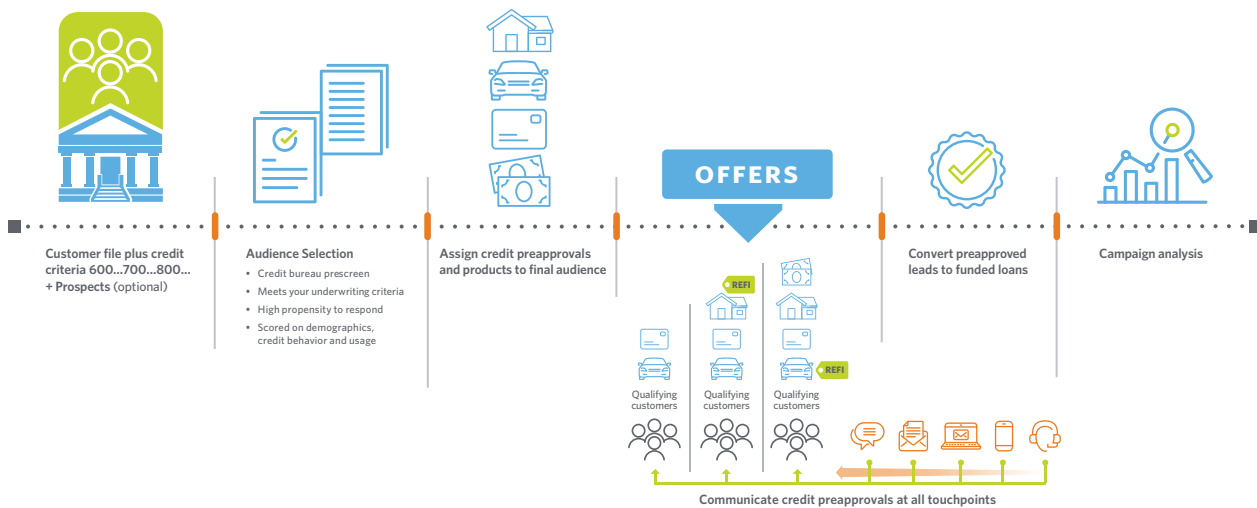 Customer file plus credit
criteria 600...700...800...
+ Prospects (optional)
Audience Selection
• Credit bureau prescreen
• Meets your underwriting criteria
• High propensity to respond
• Scored on demographics,
credit behavior and usage
Assign credit preapprovals
and products to final audience
OFFERS
REFI
REFI
Qualifying
customers
Qualifying
customers
Qualifying
customers
Communicate credit preapprovals at all touchpoints
Convert preapproved
leads to funded loans
Campaign analysis